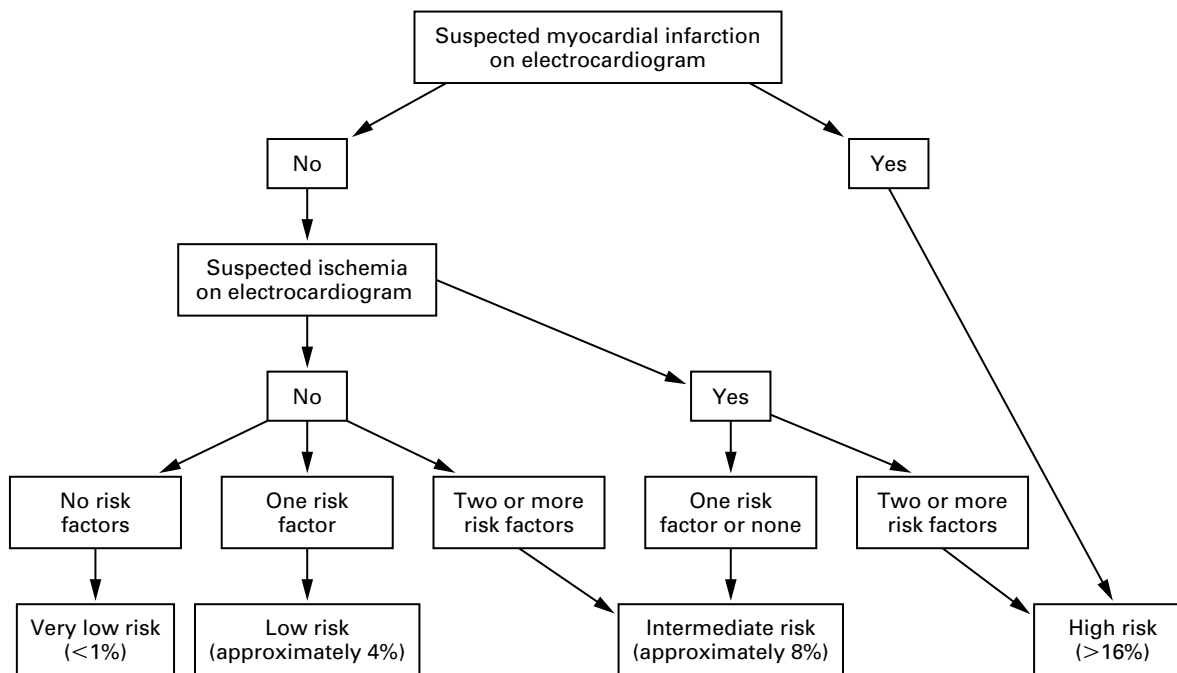 Suspected myocardial infarction
on electrocardiogram
No
Yes
Suspected ischemia
on electrocardiogram
No
Yes
No risk
factors
One risk
factor
Two or more
risk factors
One risk
factor or none
Two or more
risk factors
Very low risk
(<1%)
Low risk
(approximately 4%)
Intermediate risk
(approximately 8%)
High risk
(>16%)